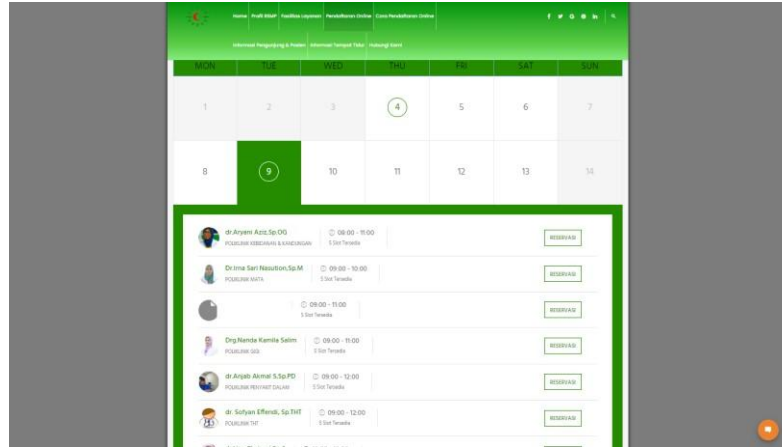 Home Profil RSMP Fasilitas Layanan Pendaftaran Online Cara Pendaftaran Online
Informasi Pengunjung & Pasien Informasi Tempat Tidur Hubungi Kami
MON TUE WED THU FRI SAT SUN
1 2 3 4 5 6 7
8 9 10 11 12 13 14
dr.Aryani Aziz,Sp.OG 08:00 - 11:00
POLIKLINIK KEBIDANAN & KANDUNGAN 5 Slot Tersedia RESERVASI
Dr.Irma Sari Nasution,Sp.M 09:00 - 10:00
POLIKLINIK MATA 5 Slot Tersedia RESERVASI
09:00 - 11:00
5 Slot Tersedia RESERVASI
Drg.Nanda Kamila Salim 09:00 - 11:00
POLIKLINIK GIGI 5 Slot Tersedia RESERVASI
dr.Anjab Akmal S.Sp.PD 09:00 - 12:00
POLIKLINIK PENYAKIT DALAM 5 Slot Tersedia RESERVASI
dr. Sofyan Effendi, Sp.THT 09:00 - 12:00
POLIKLINIK THT 5 Slot Tersedia RESERVASI